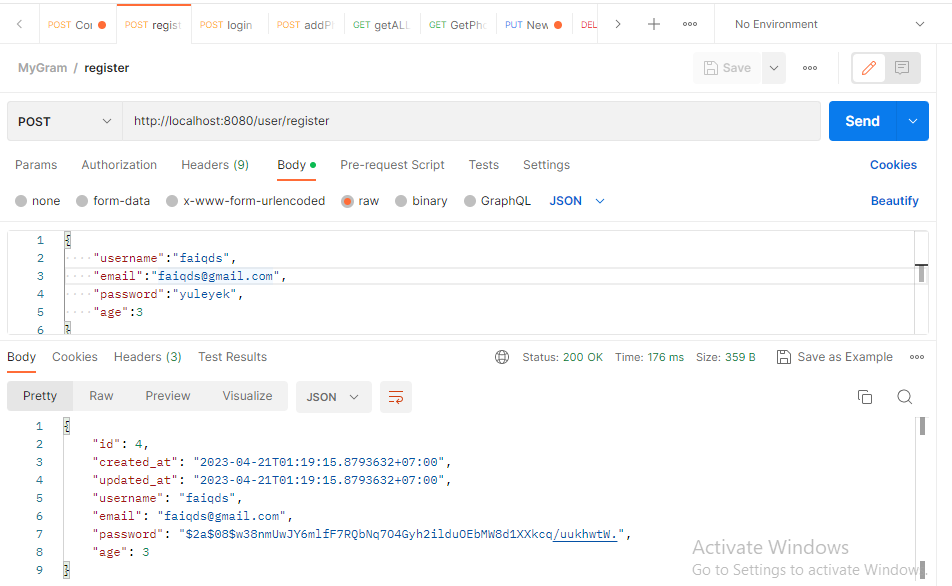 POST Cor POST regist POST login POST addP GET getALL GET GetPho PUT New DEL No Environment
MyGram / register Save
POST http://localhost:8080/user/register Send
Params Authorization Headers (9) Body Pre-request Script Tests Settings Cookies
none form-data x-www-form-urlencoded raw binary GraphQL JSON Beautify
1 {
2 "username":"faiqds",
3 "email":"faiqds@gmail.com",
4 "password":"yuleyek",
5 "age":3
6 }
Body Cookies Headers (3) Test Results Status: 200 OK Time: 176 ms Size: 359 B Save as Example
Pretty Raw Preview Visualize JSON
1 {
2 "id": 4,
3 "created_at": "2023-04-21T01:19:15.8793632+07:00",
4 "updated_at": "2023-04-21T01:19:15.8793632+07:00",
5 "username": "faiqds",
6 "email": "faiqds@gmail.com",
7 "password": "$2a$08$w38nmUwJY6mlfF7RQbNq7O4Gyh2ilduOEbMW8d1XXkcq/uukhwtW.",
8 "age": 3
9 }
Activate Windows
Go to Settings to activate Window